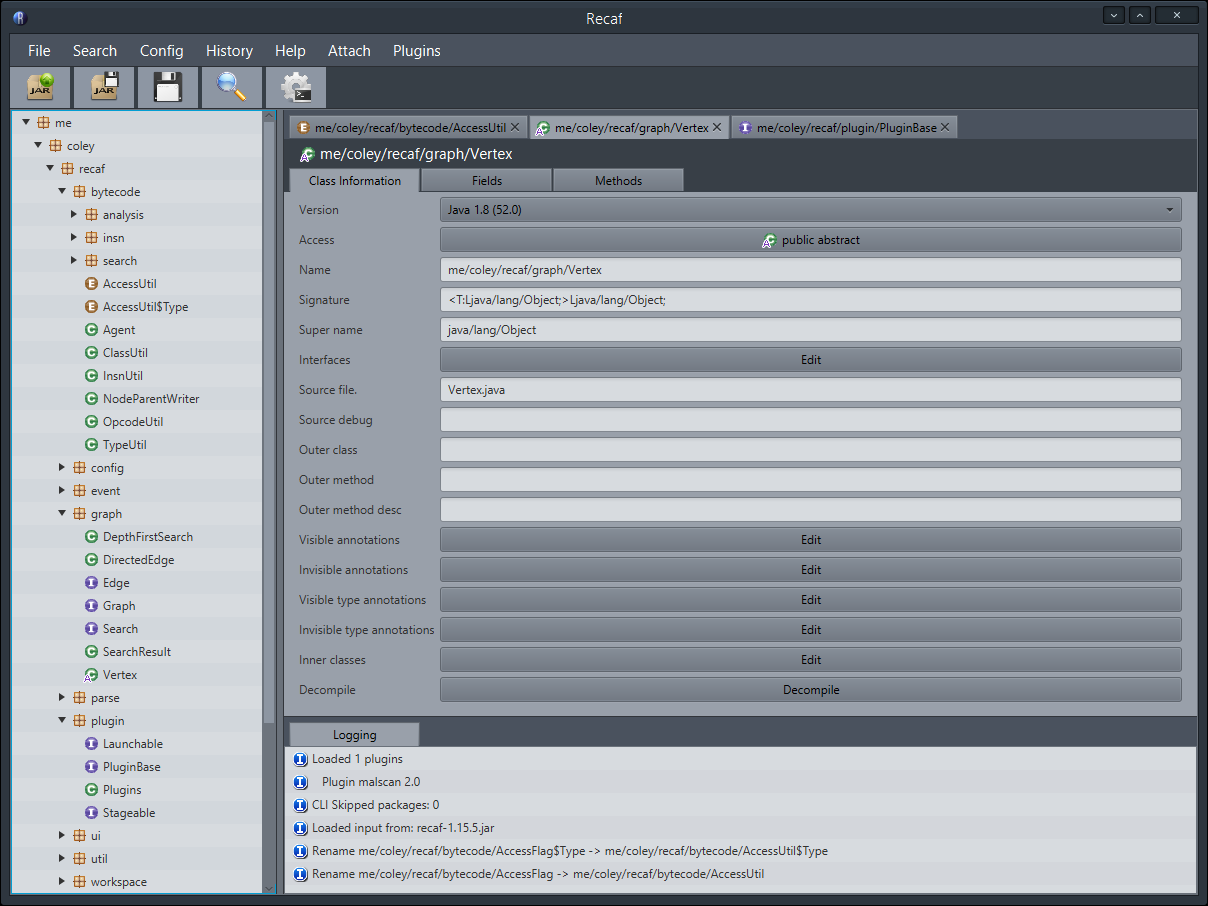 Recaf
File Search Config History Help Attach Plugins
JAR JAR
me
coley
recaf
bytecode
analysis
insn
search
AccessUtil
AccessUtil$Type
Agent
ClassUtil
InsnUtil
NodeParentWriter
OpcodeUtil
TypeUtil
config
event
graph
DepthFirstSearch
DirectedEdge
Edge
Graph
Search
SearchResult
Vertex
parse
plugin
Launchable
PluginBase
Plugins
Stageable
ui
util
workspace
me/coley/recaf/bytecode/AccessUtil me/coley/recaf/graph/Vertex me/coley/recaf/plugin/PluginBase
me/coley/recaf/graph/Vertex
Class Information Fields Methods
Version Java 1.8 (52.0)
Access public abstract
Name me/coley/recaf/graph/Vertex
Signature <T:Ljava/lang/Object;>Ljava/lang/Object;
Super name java/lang/Object
Interfaces Edit
Source file. Vertex.java
Source debug
Outer class
Outer method
Outer method desc
Visible annotations Edit
Invisible annotations Edit
Visible type annotations Edit
Invisible type annotations Edit
Inner classes Edit
Decompile Decompile
Logging
Loaded 1 plugins
Plugin malscan 2.0
CLI Skipped packages: 0
Loaded input from: recaf-1.15.5.jar
Rename me/coley/recaf/bytecode/AccessFlag$Type -> me/coley/recaf/bytecode/AccessUtil$Type
Rename me/coley/recaf/bytecode/AccessFlag -> me/coley/recaf/bytecode/AccessUtil